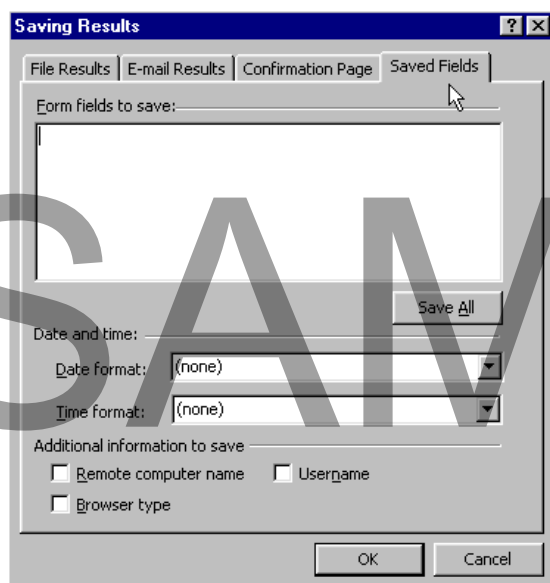 Saving Results
File Results E-mail Results Confirmation Page Saved Fields
Form fields to save:
Save All
Date and time:
Date format: (none)
Time format: (none)
Additional information to save
Remote computer name Username
Browser type
OK Cancel
SAM